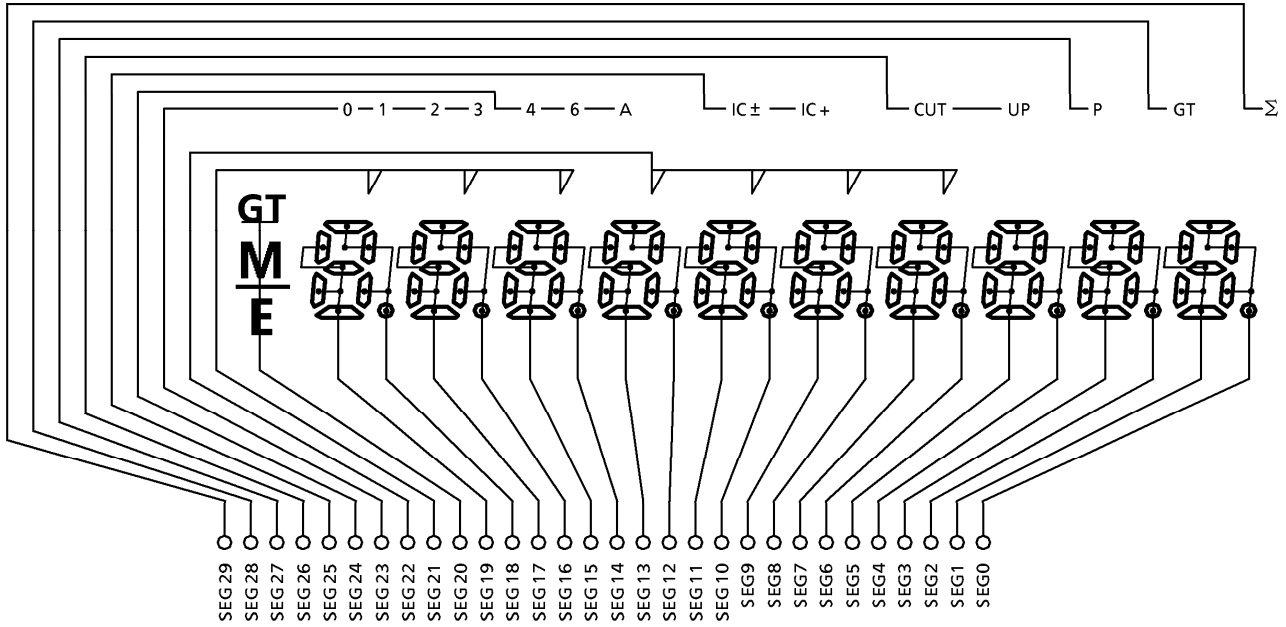 0 1 2 3 4 6 A IC± IC+ CUT UP P GT Σ
GT
M
E
SEG29 SEG28 SEG27 SEG26 SEG25 SEG24 SEG23 SEG22 SEG21 SEG20 SEG19 SEG18 SEG17 SEG16 SEG15 SEG14 SEG13 SEG12 SEG11 SEG10 SEG9 SEG8 SEG7 SEG6 SEG5 SEG4 SEG3 SEG2 SEG1 SEG0